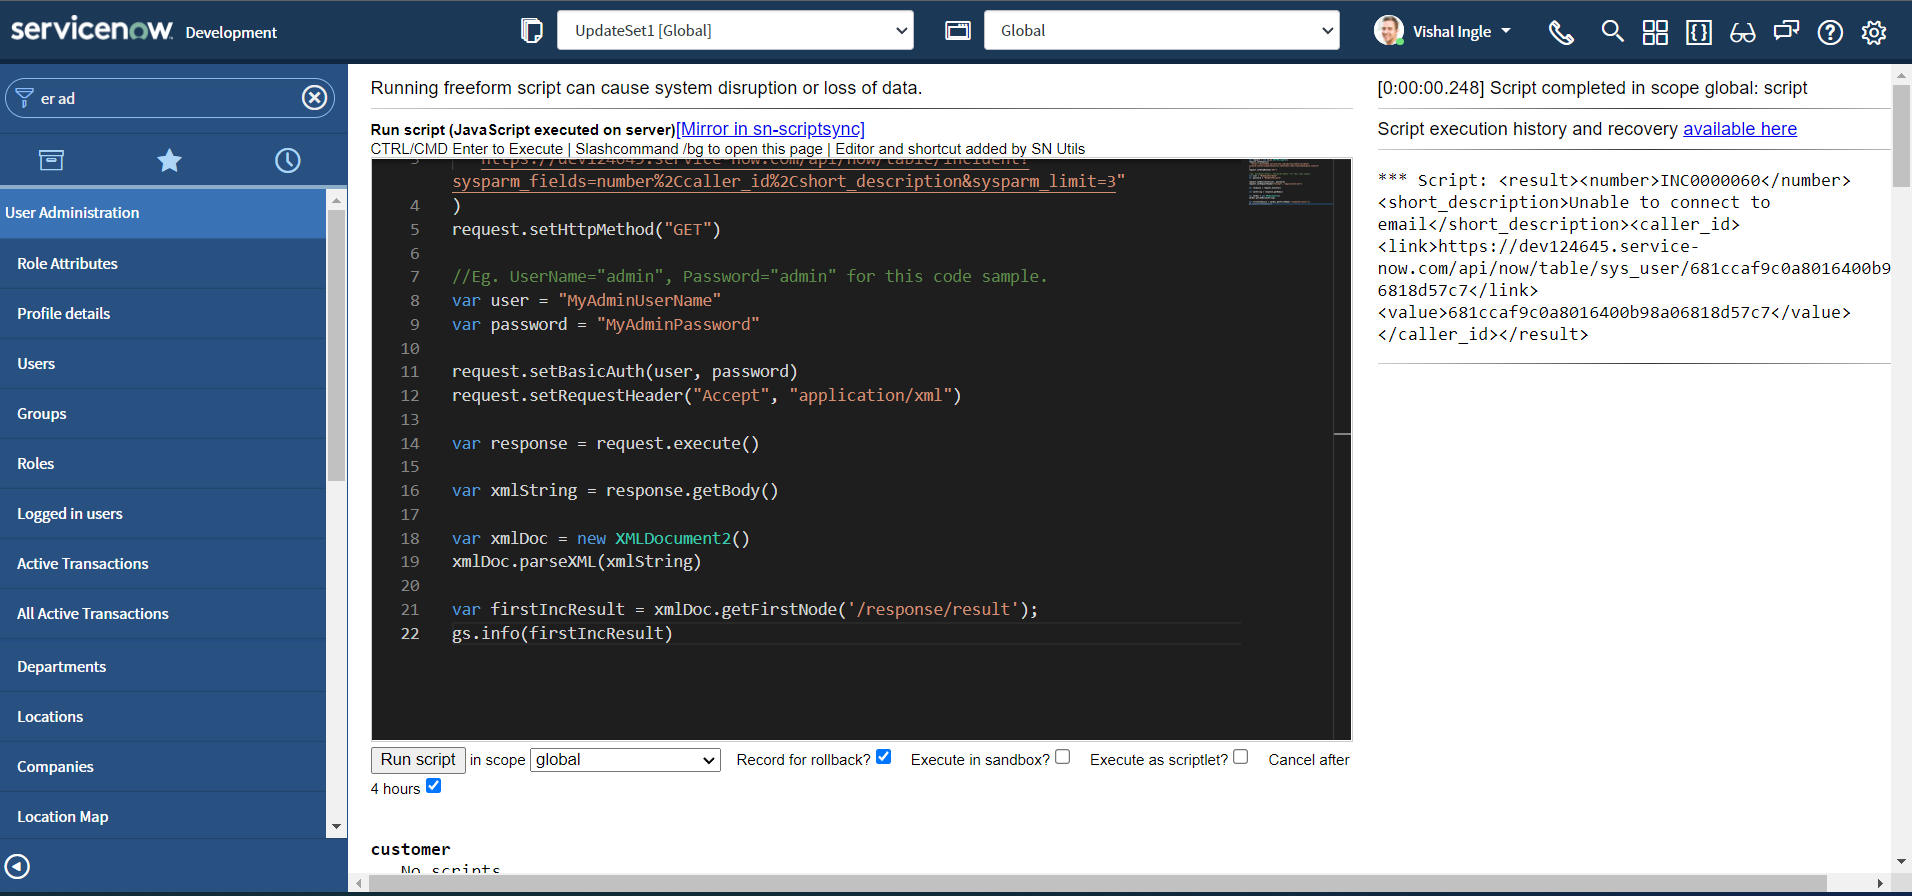 servicenow. Development
UpdateSet1 [Global]
Global
Vishal Ingle
er ad
User Administration
Role Attributes
Profile details
Users
Groups
Roles
Logged in users
Active Transactions
All Active Transactions
Departments
Locations
Companies
Location Map
Running freeform script can cause system disruption or loss of data.
Run script (JavaScript executed on server)[Mirror in sn-scriptsync]
CTRL/CMD Enter to Execute | Slashcommand /bg to open this page | Editor and shortcut added by SN Utils
3 https://dev124645.service-now.com/api/now/table/incident?
sysparm_fields=number%2Ccaller_id%2Cshort_description&sysparm_limit=3"
4 )
5 request.setHttpMethod("GET")
6
7 //Eg. UserName="admin", Password="admin" for this code sample.
8 var user = "MyAdminUserName"
9 var password = "MyAdminPassword"
10
11 request.setBasicAuth(user, password)
12 request.setRequestHeader("Accept", "application/xml")
13
14 var response = request.execute()
15
16 var xmlString = response.getBody()
17
18 var xmlDoc = new XMLDocument2()
19 xmlDoc.parseXML(xmlString)
20
21 var firstIncResult = xmlDoc.getFirstNode('/response/result');
22 gs.info(firstIncResult)
Run script in scope global Record for rollback? Execute in sandbox? Execute as scriptlet? Cancel after
4 hours
customer
No scripts
[0:00:00.248] Script completed in scope global: script
Script execution history and recovery available here
*** Script: <result><number>INC0000060</number>
<short_description>Unable to connect to
email</short_description><caller_id>
<link>https://dev124645.service-
now.com/api/now/table/sys_user/681ccaf9c0a8016400b9
6818d57c7</link>
<value>681ccaf9c0a8016400b98a06818d57c7</value>
</caller_id></result>